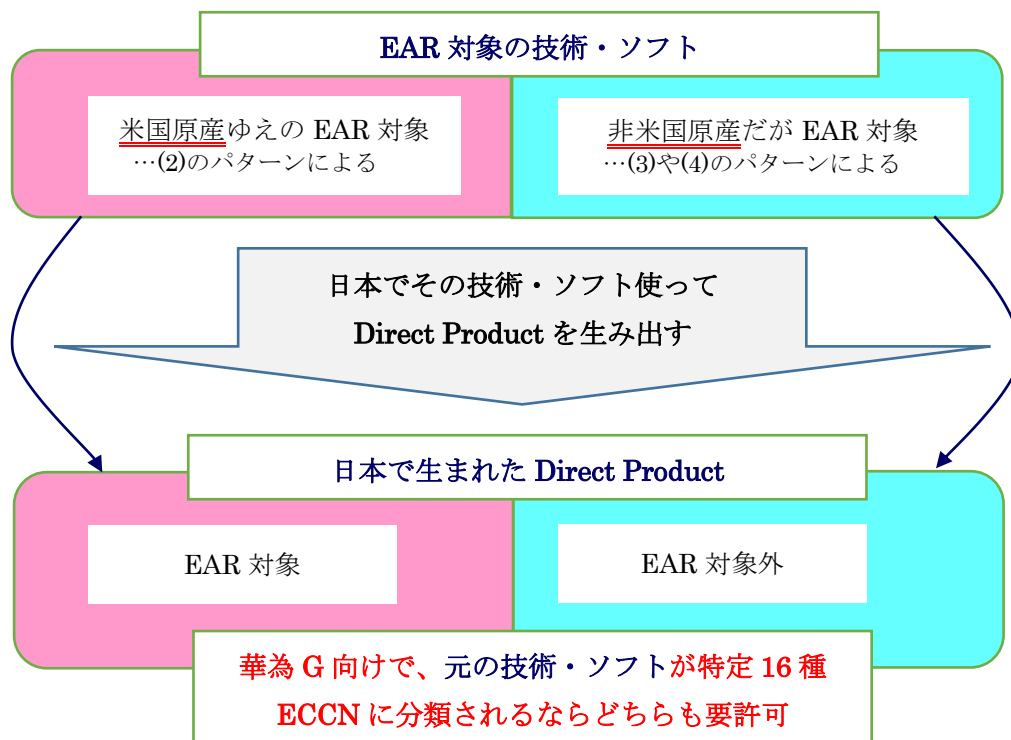 EAR 対象の技術・ソフト
米国原産ゆえの EAR 対象
…(2)のパターンによる
非米国原産だが EAR 対象
…(3)や(4)のパターンによる
日本でその技術・ソフト使って
Direct Product を生み出す
日本で生まれた Direct Product
EAR 対象
EAR 対象外
華為 G 向けで、元の技術・ソフトが特定 16 種
ECCN に分類されるならどちらも要許可